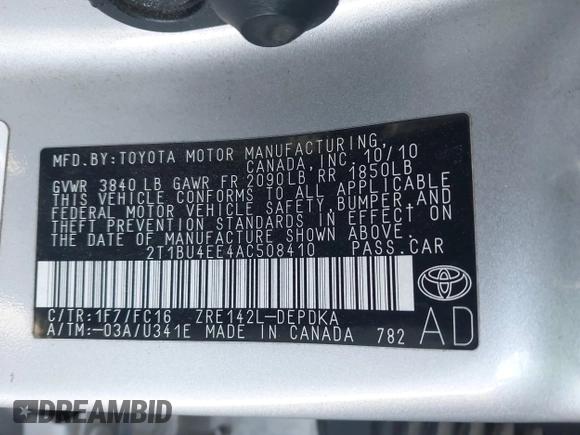 MFD.BY:TOYOTA MOTOR MANUFACTURING,
CANADA, INC. 10/10
GVWR 3840 LB GAWR FR 2090LB RR 1850LB
THIS VEHICLE CONFORMS TO ALL APPLICABLE
FEDERAL MOTOR VEHICLE SAFETY, BUMPER, AND
THEFT PREVENTION STANDARDS IN EFFECT ON
THE DATE OF MANUFACTURE SHOWN ABOVE.
2T1BU4EE4AC508410 PASS.CAR
C/TR:1F7/FC16 ZRE142L-DEPDKA
A/TM:-03A/U341E MADE IN CANADA 782
AD
DREAMBID